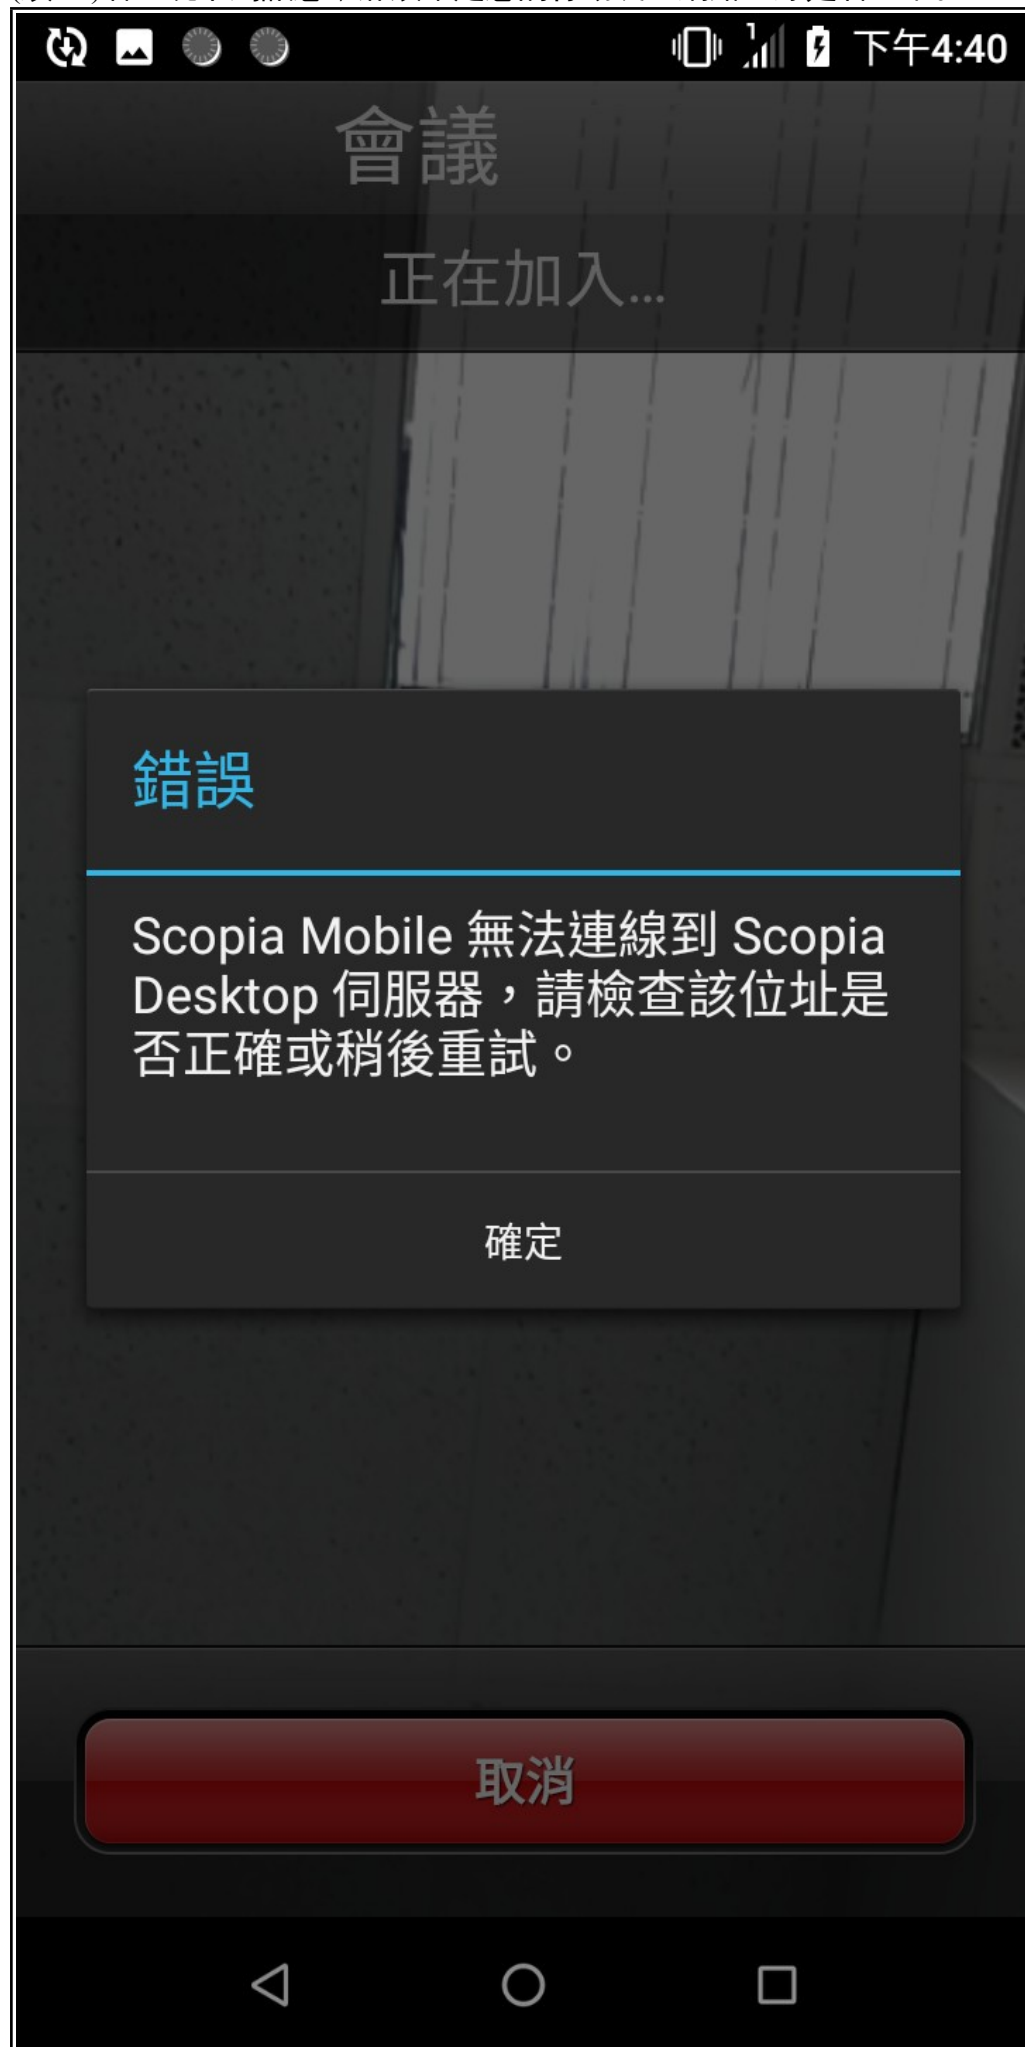 下午4:40
會議
正在加入...
錯誤
Scopia Mobile 無法連線到 Scopia
Desktop 伺服器，請檢查該位址是
否正確或稍後重試。
確定
取消